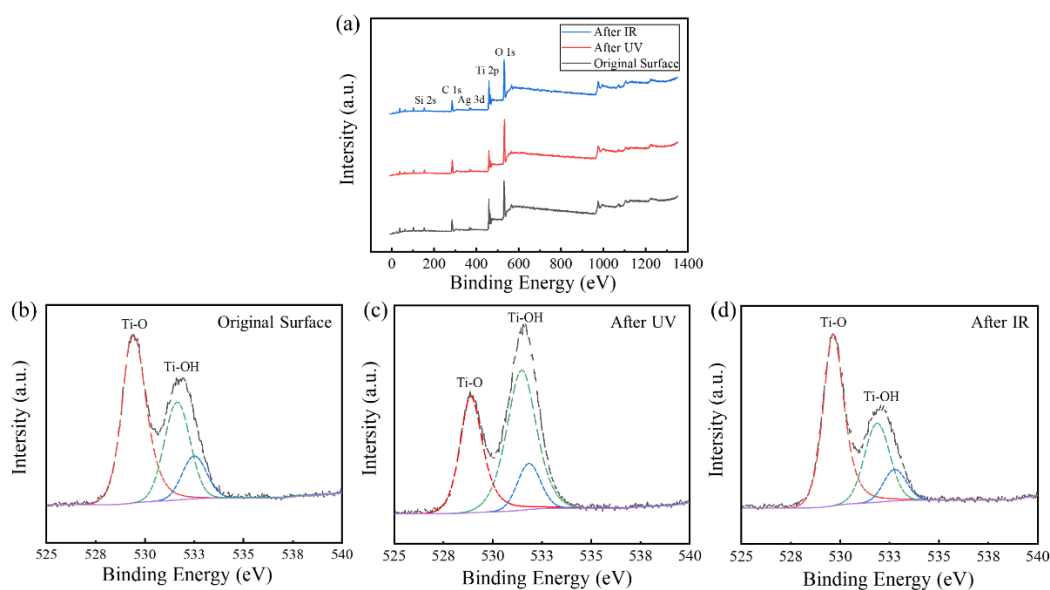 (a)
After IR
After UV
Original Surface
O 1s
Ti 2p
C 1s
Si 2s
Ag 3d
Intersity (a.u.)
0 200 400 600 800 1000 1200 1400
Binding Energy (eV)
(b)
Ti-O
Original Surface
Ti-OH
Intersity (a.u.)
525 528 530 533 535 538 540
Binding Energy (eV)
(c)
Ti-OH
After UV
Ti-O
Intersity (a.u.)
525 528 530 533 535 538 540
Binding Energy (eV)
(d)
Ti-O
After IR
Ti-OH
Intersity (a.u.)
525 528 530 533 535 538 540
Binding Energy (eV)